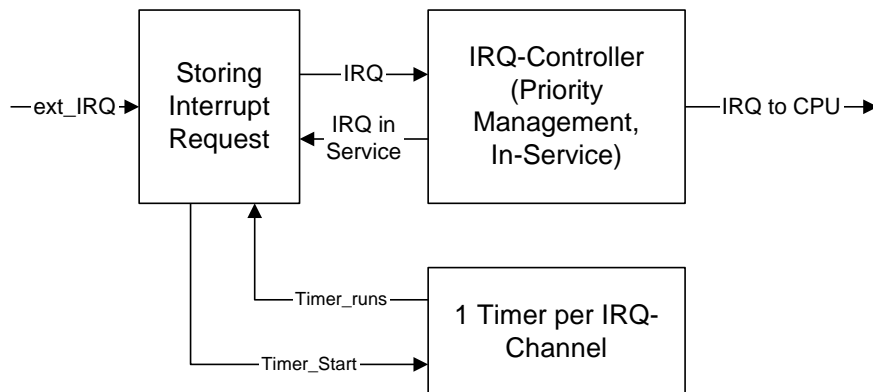 ext_IRQ
Storing
Interrupt
Request
IRQ
IRQ in
Service
IRQ-Controller
(Priority
Management,
In-Service)
IRQ to CPU
Timer_runs
Timer_Start
1 Timer per IRQ-
Channel